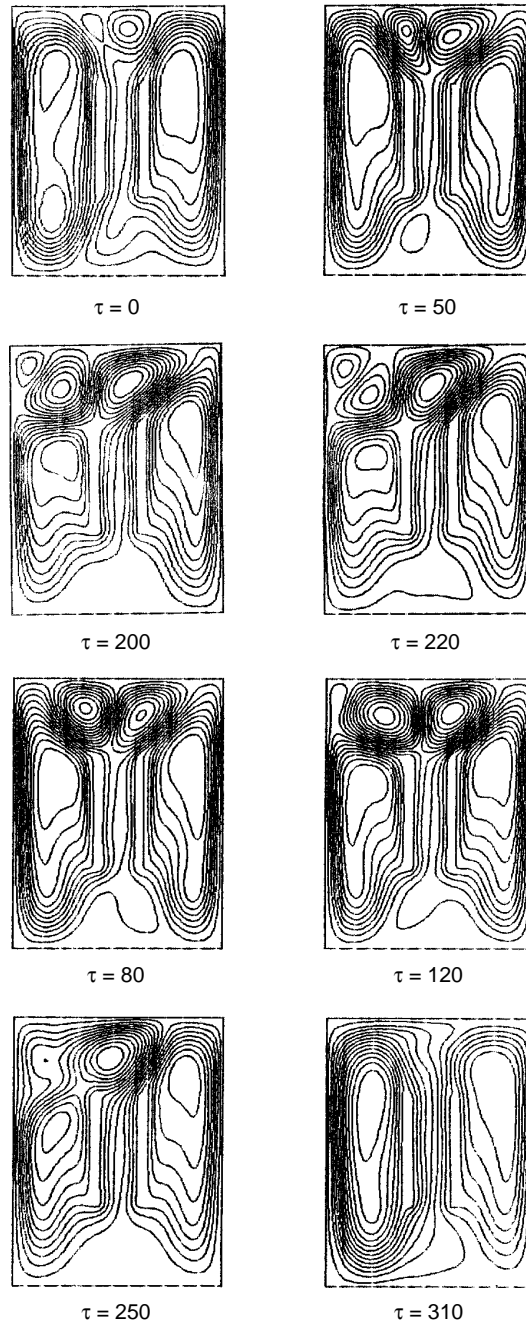 τ = 0
τ = 50
τ = 200
τ = 220
τ = 80
τ = 120
τ = 250
τ = 310